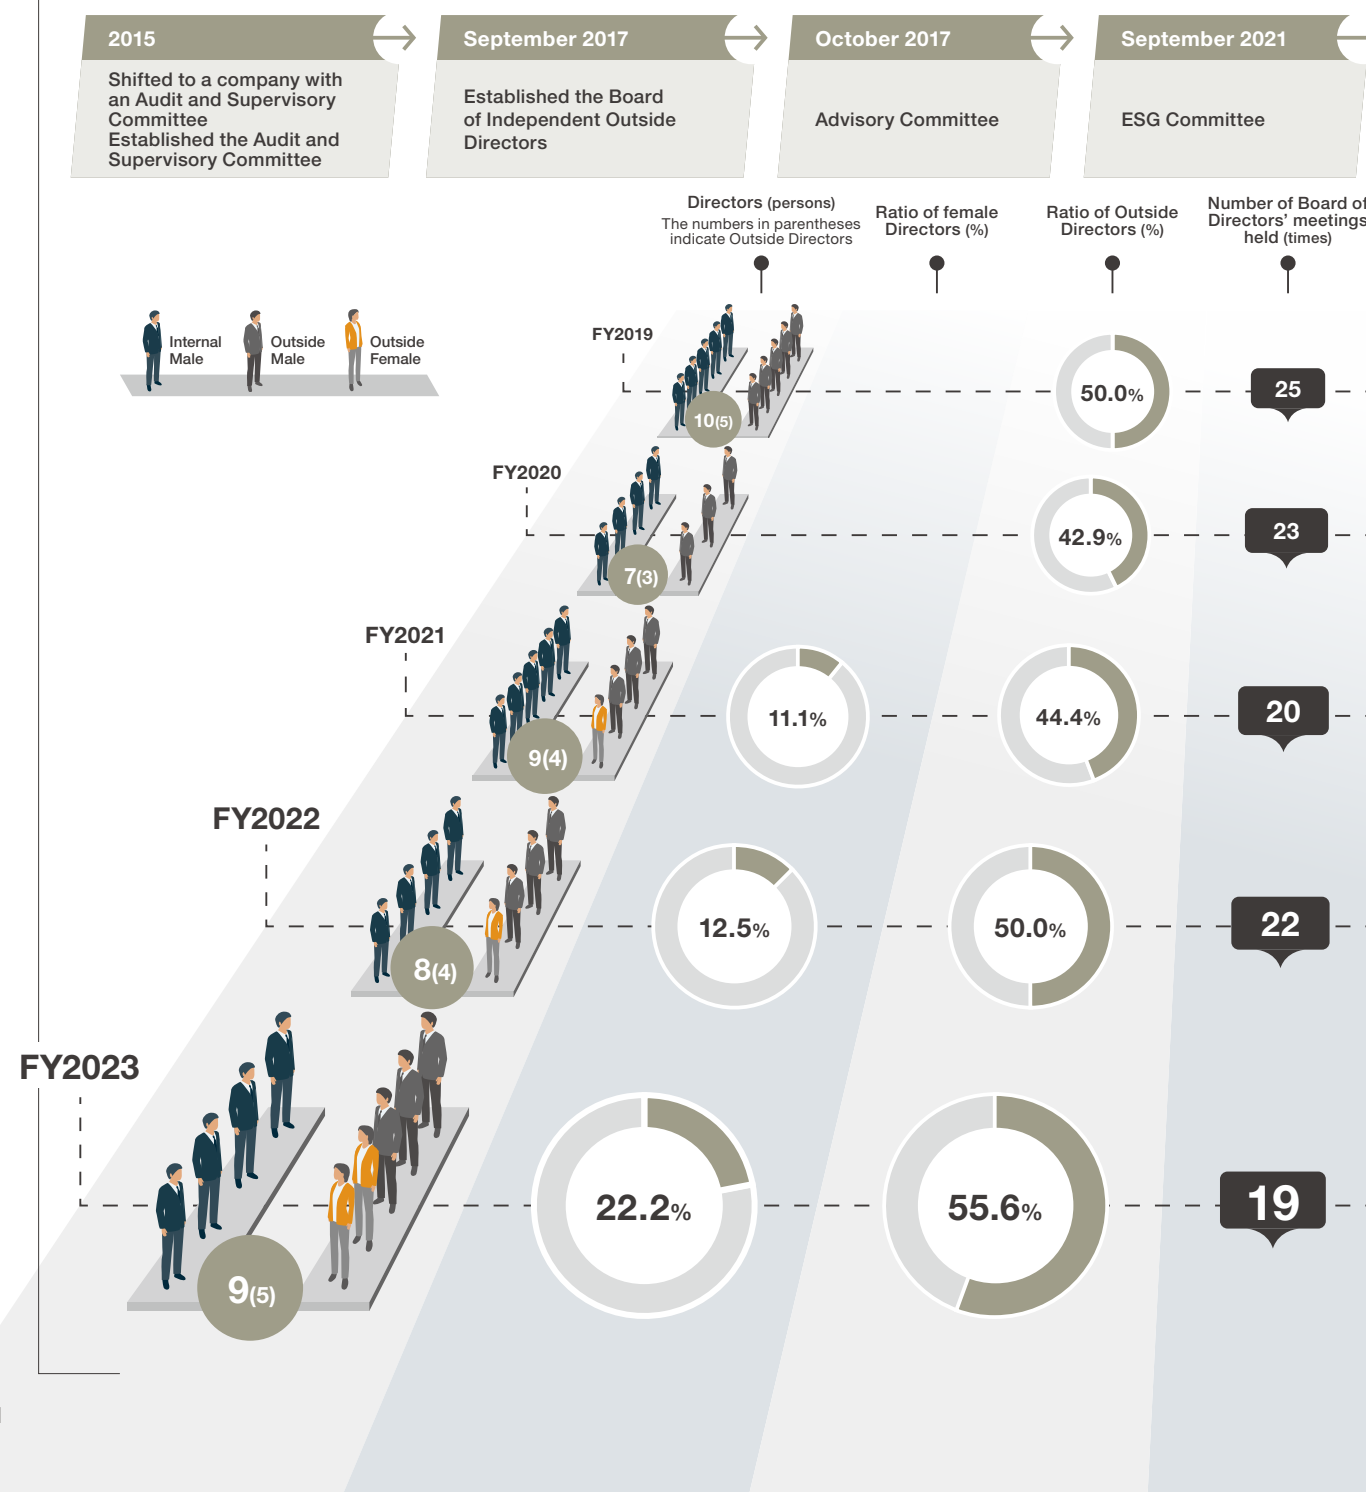 2015
Shifted to a company with
an Audit and Supervisory
Committee
Established the Audit and
Supervisory Committee
September 2017
Established the Board
of Independent Outside
Directors
October 2017
Advisory Committee
September 2021
ESG Committee
Directors (persons)
The numbers in parentheses
indicate Outside Directors
Ratio of female
Directors (%)
Ratio of Outside
Directors (%)
Number of Board of
Directors' meetings
held (times)
Internal
Male
Outside
Male
Outside
Female
FY2019
10(5)
50.0%
25
FY2020
7(3)
42.9%
23
FY2021
9(4)
11.1%
44.4%
20
FY2022
8(4)
12.5%
50.0%
22
FY2023
9(5)
22.2%
55.6%
19